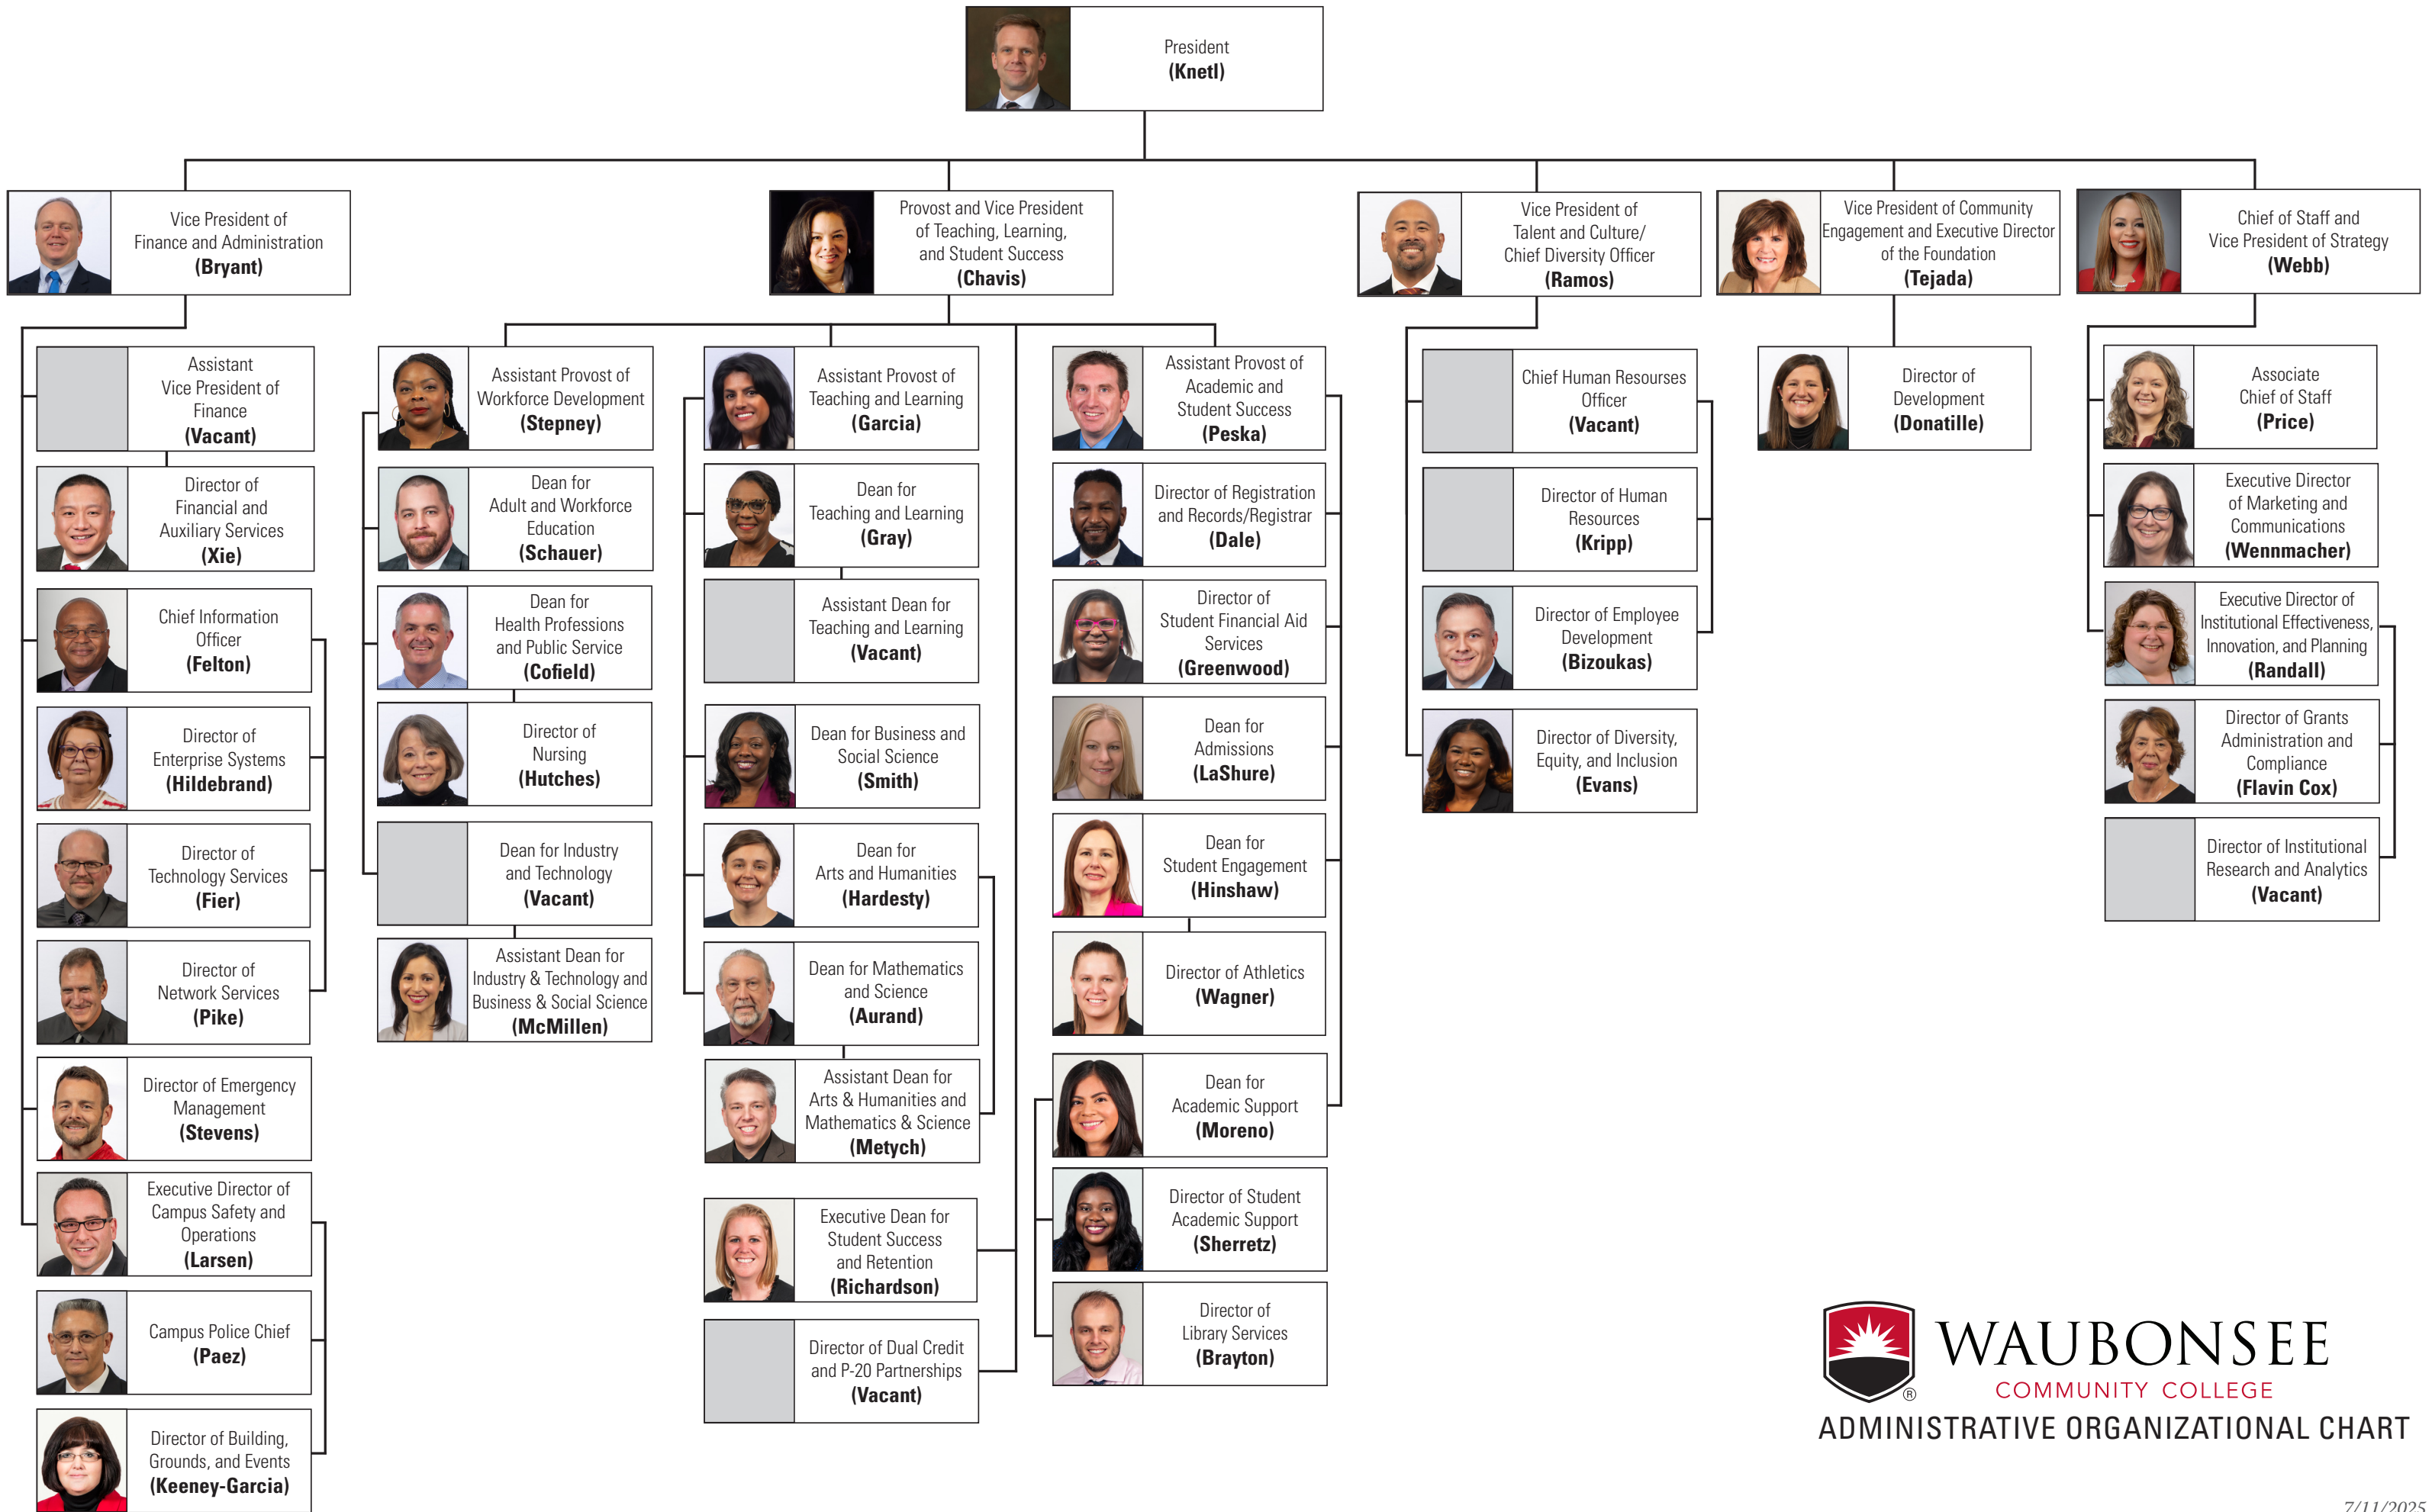 President
(Knetl)
Vice President of
Finance and Administration
(Bryant)
Provost and Vice President
of Teaching, Learning,
and Student Success
(Chavis)
Vice President of
Talent and Culture/
Chief Diversity Officer
(Ramos)
Vice President of Community
Engagement and Executive Director
of the Foundation
(Tejada)
Chief of Staff and
Vice President of Strategy
(Webb)
Assistant
Vice President of
Finance
(Vacant)
Director of
Financial and
Auxiliary Services
(Xie)
Chief Information
Officer
(Felton)
Director of
Enterprise Systems
(Hildebrand)
Director of
Technology Services
(Fier)
Director of
Network Services
(Pike)
Director of Emergency
Management
(Stevens)
Executive Director of
Campus Safety and
Operations
(Larsen)
Campus Police Chief
(Paez)
Director of Building,
Grounds, and Events
(Keeney-Garcia)
Assistant Provost of
Workforce Development
(Stepney)
Dean for
Adult and Workforce
Education
(Schauer)
Dean for
Health Professions
and Public Service
(Cofield)
Director of
Nursing
(Hutches)
Dean for Industry
and Technology
(Vacant)
Assistant Dean for
Industry & Technology and
Business & Social Science
(McMillen)
Assistant Provost of
Teaching and Learning
(Garcia)
Dean for
Teaching and Learning
(Gray)
Assistant Dean for
Teaching and Learning
(Vacant)
Dean for Business and
Social Science
(Smith)
Dean for
Arts and Humanities
(Hardesty)
Dean for Mathematics
and Science
(Aurand)
Assistant Dean for
Arts & Humanities and
Mathematics & Science
(Metych)
Executive Dean for
Student Success
and Retention
(Richardson)
Director of Dual Credit
and P-20 Partnerships
(Vacant)
Assistant Provost of
Academic and
Student Success
(Peska)
Director of Registration
and Records/Registrar
(Dale)
Director of
Student Financial Aid
Services
(Greenwood)
Dean for
Admissions
(LaShure)
Dean for
Student Engagement
(Hinshaw)
Director of Athletics
(Wagner)
Dean for
Academic Support
(Moreno)
Director of Student
Academic Support
(Sherretz)
Director of
Library Services
(Brayton)
Chief Human Resourses
Officer
(Vacant)
Director of Human
Resources
(Kripp)
Director of Employee
Development
(Bizoukas)
Director of Diversity,
Equity, and Inclusion
(Evans)
Director of
Development
(Donatille)
Associate
Chief of Staff
(Price)
Executive Director
of Marketing and
Communications
(Wennmacher)
Executive Director of
Institutional Effectiveness,
Innovation, and Planning
(Randall)
Director of Grants
Administration and
Compliance
(Flavin Cox)
Director of Institutional
Research and Analytics
(Vacant)
WAUBONSEE
®
COMMUNITY COLLEGE
ADMINISTRATIVE ORGANIZATIONAL CHART
7/11/2025